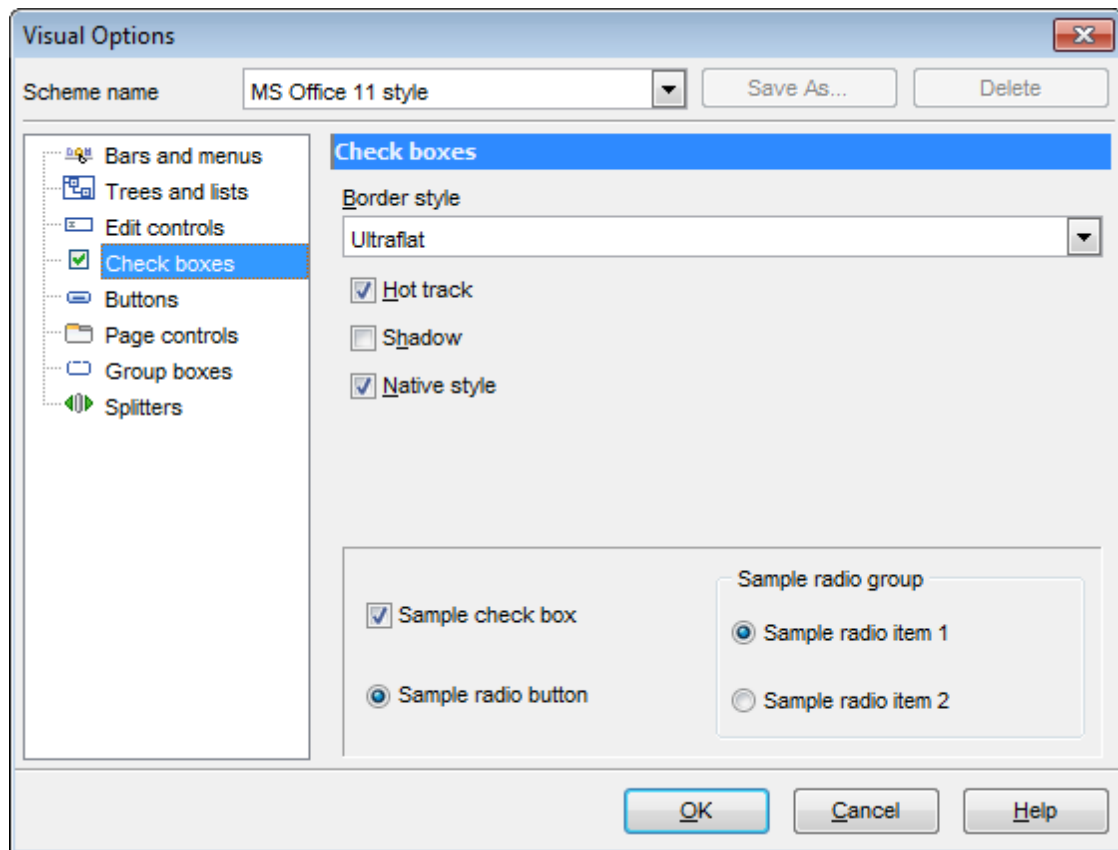 Visual Options
Scheme name MS Office 11 style Save As... Delete
Bars and menus
Trees and lists
Edit controls
Check boxes
Buttons
Page controls
Group boxes
Splitters
Check boxes
Border style
Ultraflat
Hot track
Shadow
Native style
Sample check box
Sample radio button
Sample radio group
Sample radio item 1
Sample radio item 2
OK Cancel Help